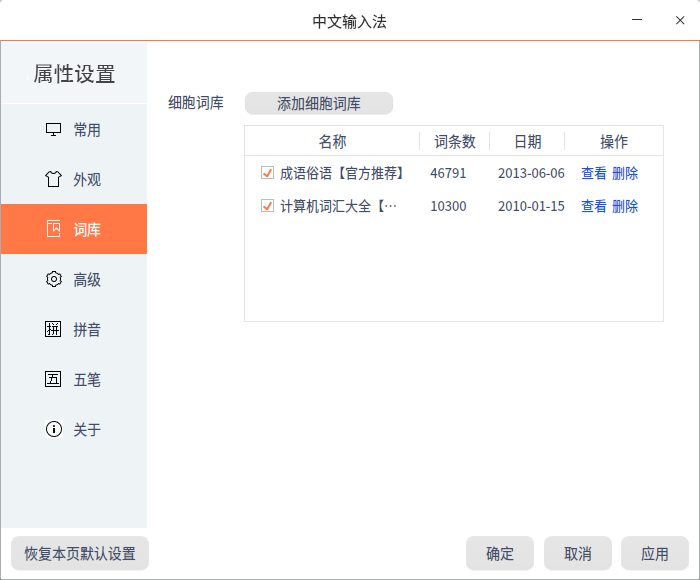 中文输入法
属性设置
常用
外观
词库
高级
拼音
五笔
关于
细胞词库 添加细胞词库
名称 词条数 日期 操作
成语俗语【官方推荐】 46791 2013-06-06 查看 删除
计算机词汇大全【… 10300 2010-01-15 查看 删除
恢复本页默认设置 确定 取消 应用